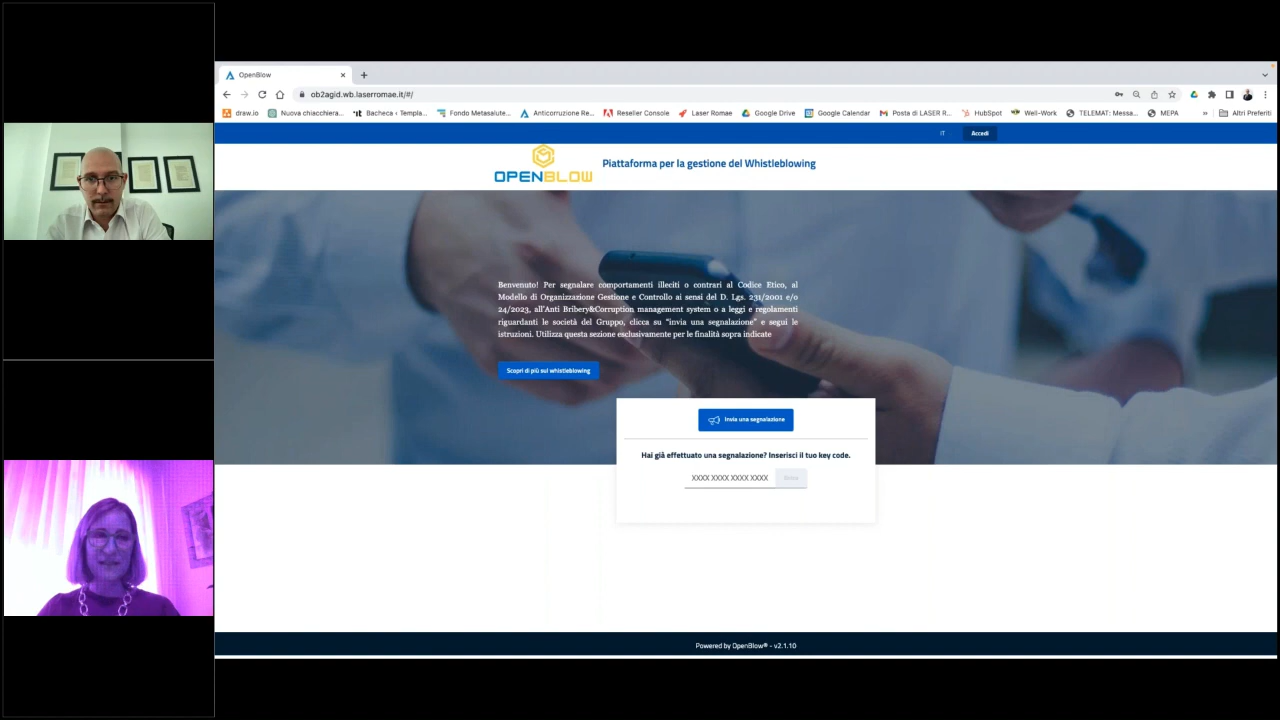 OpenBlow
ob2agid.wb.laserromae.it/#/
draw.io Nuova chiacchiera... Bacheca ‹ Templa... Fondo Metasalute... Anticorruzione Re... Reseller Console Laser Romae Google Drive Google Calendar Posta di LASER R... HubSpot Well-Work TELEMAT: Messa... MEPA » Altri Preferiti
IT Accedi
OPENBLOW Piattaforma per la gestione del Whistleblowing
Benvenuto! Per segnalare comportamenti illeciti o contrari al Codice Etico, al
Modello di Organizzazione Gestione e Controllo ai sensi del D. Lgs. 231/2001 e/o
24/2023, all'Anti Bribery&Corruption management system o a leggi e regolamenti
riguardanti le società del Gruppo, clicca su "invia una segnalazione" e segui le
istruzioni. Utilizza questa sezione esclusivamente per le finalità sopra indicate
Scopri di più sul whistleblowing
Invia una segnalazione
Hai già effettuato una segnalazione? Inserisci il tuo key code.
XXXX XXXX XXXX XXXX
Powered by OpenBlow® - v2.1.10